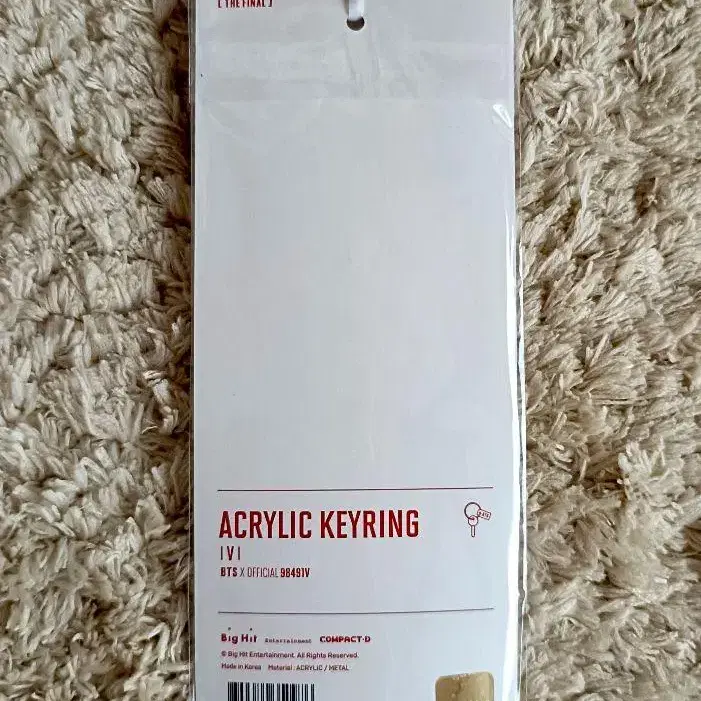 [ THE FINAL ]
ACRYLIC KEYRING
I V I
BTS X OFFICIAL 98491V
Big Hit Entertainment COMPACT·D
© Big Hit Entertainment. All Rights Reserved.
Made in Korea Material : ACRYLIC / METAL